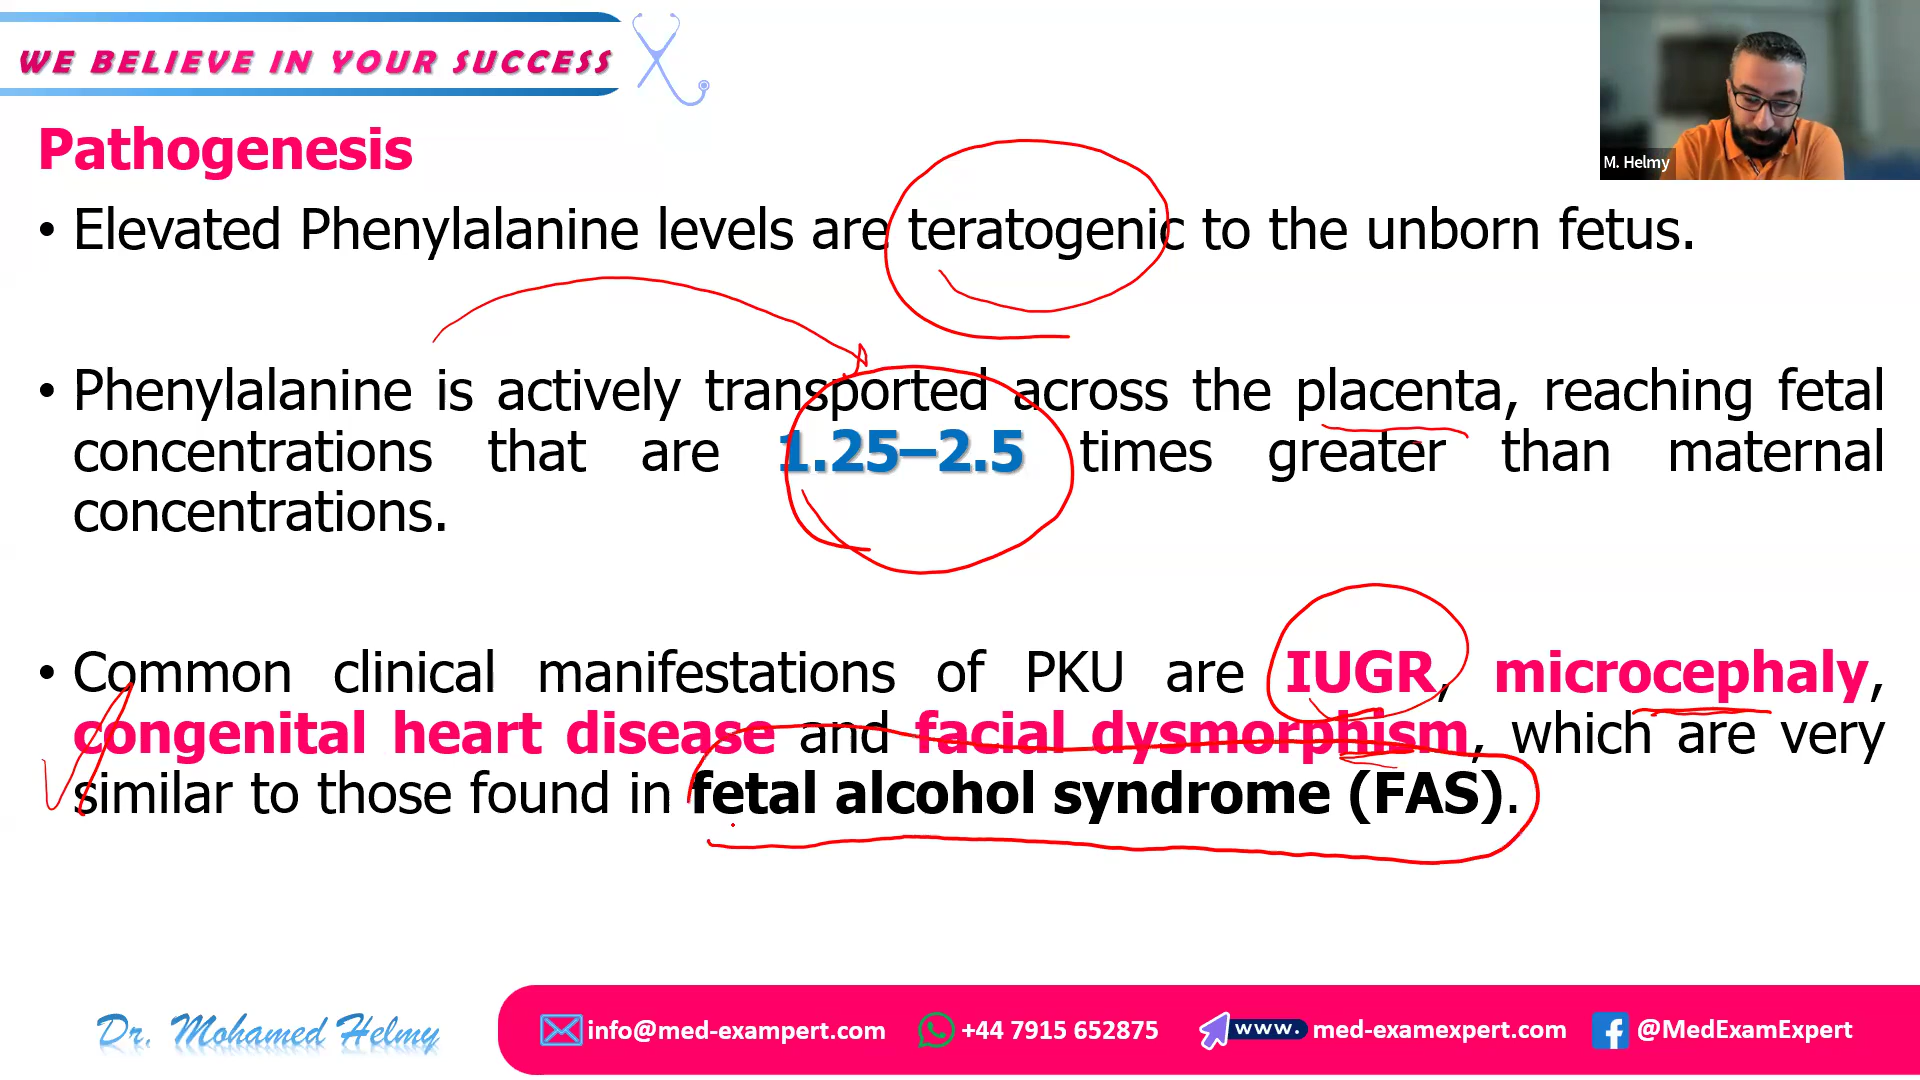 WE BELIEVE IN YOUR SUCCESS
M. Helmy
Pathogenesis
• Elevated Phenylalanine levels are teratogenic to the unborn fetus.
• Phenylalanine is actively transported across the placenta, reaching fetal
concentrations that are 1.25–2.5 times greater than maternal
concentrations.
• Common clinical manifestations of PKU are IUGR, microcephaly,
congenital heart disease and facial dysmorphism, which are very
similar to those found in fetal alcohol syndrome (FAS).
Dr. Mohamed Helmy
info@med-exampert.com
+44 7915 652875
www. med-examexpert.com
@MedExamExpert